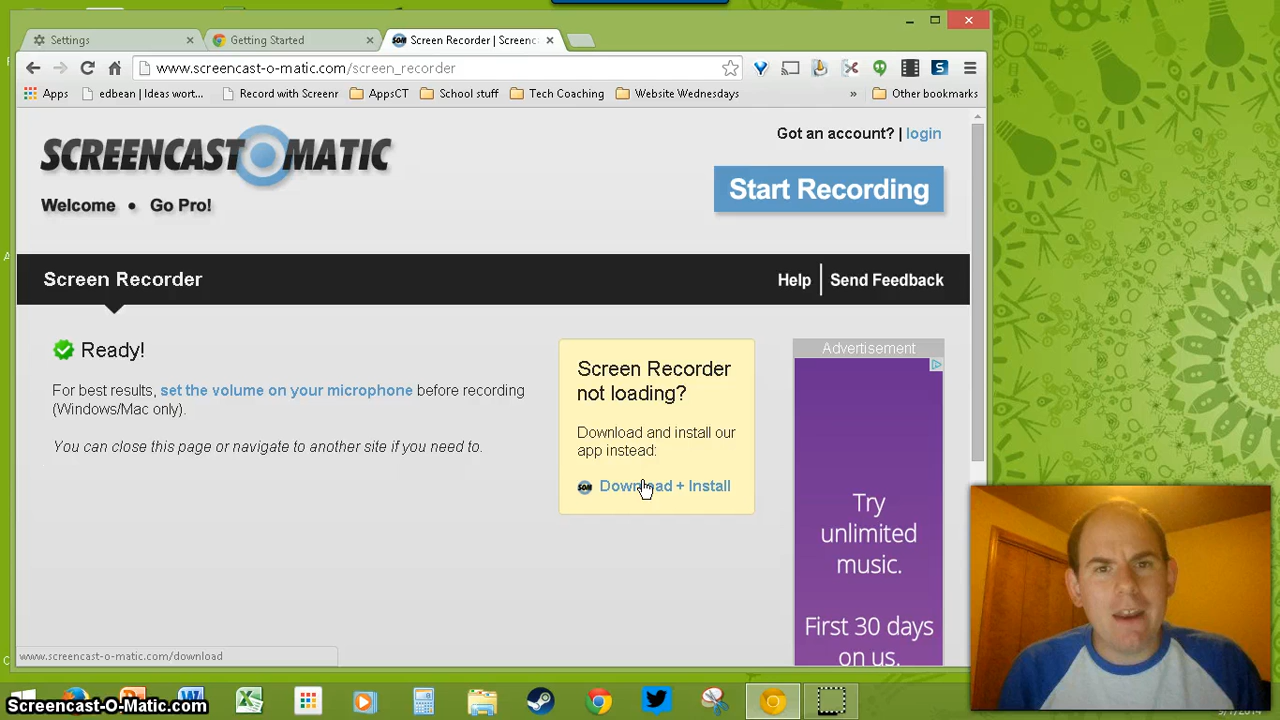 Settings
Getting Started
Screen Recorder | Screenc
www.screencast-o-matic.com/screen_recorder
Apps
edbean | Ideas wort...
Record with Screenr
AppsCT
School stuff
Tech Coaching
Website Wednesdays
»
Other bookmarks
SCREENCAST O MATIC
Got an account? | login
Start Recording
Welcome • Go Pro!
Screen Recorder
Help
Send Feedback
Ready!
For best results, set the volume on your microphone before recording
(Windows/Mac only).
You can close this page or navigate to another site if you need to.
Screen Recorder
not loading?
Download and install our
app instead:
SOM
Download + Install
Advertisement
Try
unlimited
music.
First 30 days
on us.
www.screencast-o-matic.com/download
Screencast-O-Matic.com